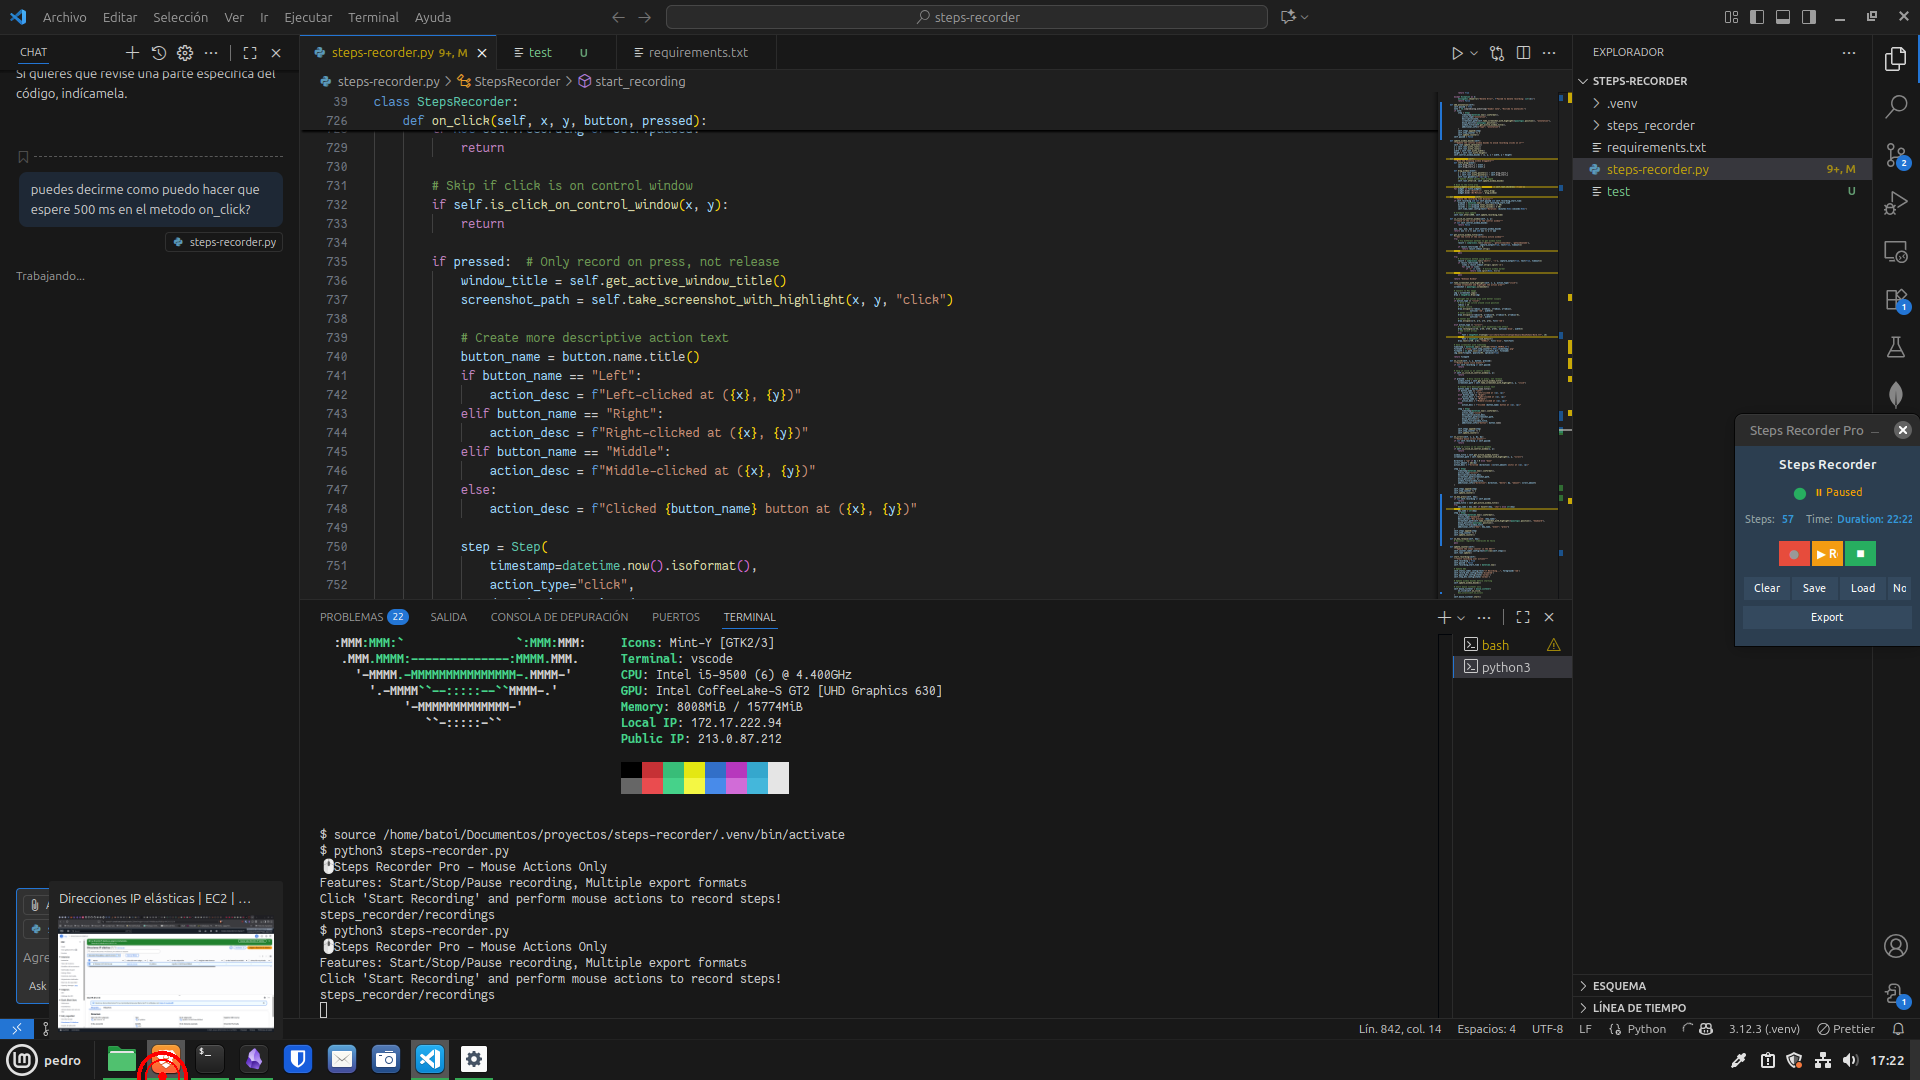 Archivo Editar Selección Ver Ir Ejecutar Terminal Ayuda
steps-recorder
CHAT
Si quieres que revise una parte específica del
código, indícamela.
puedes decirme como puedo hacer que
espere 500 ms en el metodo on_click?
steps-recorder.py
Trabajando...
steps-recorder.py 9+, M
test U
requirements.txt
steps-recorder.py > StepsRecorder > start_recording
39 class StepsRecorder:
726 def on_click(self, x, y, button, pressed):
729 return
730
731 # Skip if click is on control window
732 if self.is_click_on_control_window(x, y):
733 return
734
735 if pressed:  # Only record on press, not release
736 window_title = self.get_active_window_title()
737 screenshot_path = self.take_screenshot_with_highlight(x, y, "click")
738
739 # Create more descriptive action text
740 button_name = button.name.title()
741 if button_name == "Left":
742 action_desc = f"Left-clicked at ({x}, {y})"
743 elif button_name == "Right":
744 action_desc = f"Right-clicked at ({x}, {y})"
745 elif button_name == "Middle":
746 action_desc = f"Middle-clicked at ({x}, {y})"
747 else:
748 action_desc = f"Clicked {button_name} button at ({x}, {y})"
749
750 step = Step(
751 timestamp=datetime.now().isoformat(),
752 action_type="click",
EXPLORADOR
STEPS-RECORDER
.venv
steps_recorder
requirements.txt
steps-recorder.py 9+, M
test U
2
1
Steps Recorder Pro
Steps Recorder
Paused
Steps: 57 Time: Duration: 22:22
R
Clear Save Load No
Export
PROBLEMAS 22 SALIDA CONSOLA DE DEPURACIÓN PUERTOS TERMINAL
:MMM:MMM:` `:MMM:MMM: Icons: Mint-Y [GTK2/3]
.MMM.MMMM:--------------:MMMM.MMM. Terminal: vscode
'-MMMM.-MMMMMMMMMMMMMMM-.MMMM-' CPU: Intel i5-9500 (6) @ 4.400GHz
'.-MMMM``--:::::--``MMMM-.' GPU: Intel CoffeeLake-S GT2 [UHD Graphics 630]
'-MMMMMMMMMMMMM-' Memory: 8008MiB / 15774MiB
``-:::::-`` Local IP: 172.17.222.94
Public IP: 213.0.87.212
$ source /home/batoi/Documentos/proyectos/steps-recorder/.venv/bin/activate
$ python3 steps-recorder.py
Steps Recorder Pro - Mouse Actions Only
Features: Start/Stop/Pause recording, Multiple export formats
Click 'Start Recording' and perform mouse actions to record steps!
steps_recorder/recordings
$ python3 steps-recorder.py
Steps Recorder Pro - Mouse Actions Only
Features: Start/Stop/Pause recording, Multiple export formats
Click 'Start Recording' and perform mouse actions to record steps!
steps_recorder/recordings
bash
python3
Direcciones IP elásticas | EC2 | ...
Agre
Ask
ESQUEMA
LÍNEA DE TIEMPO
1
Lín. 842, col. 14 Espacios: 4 UTF-8 LF Python 3.12.3 (.venv) Prettier
pedro
17:22